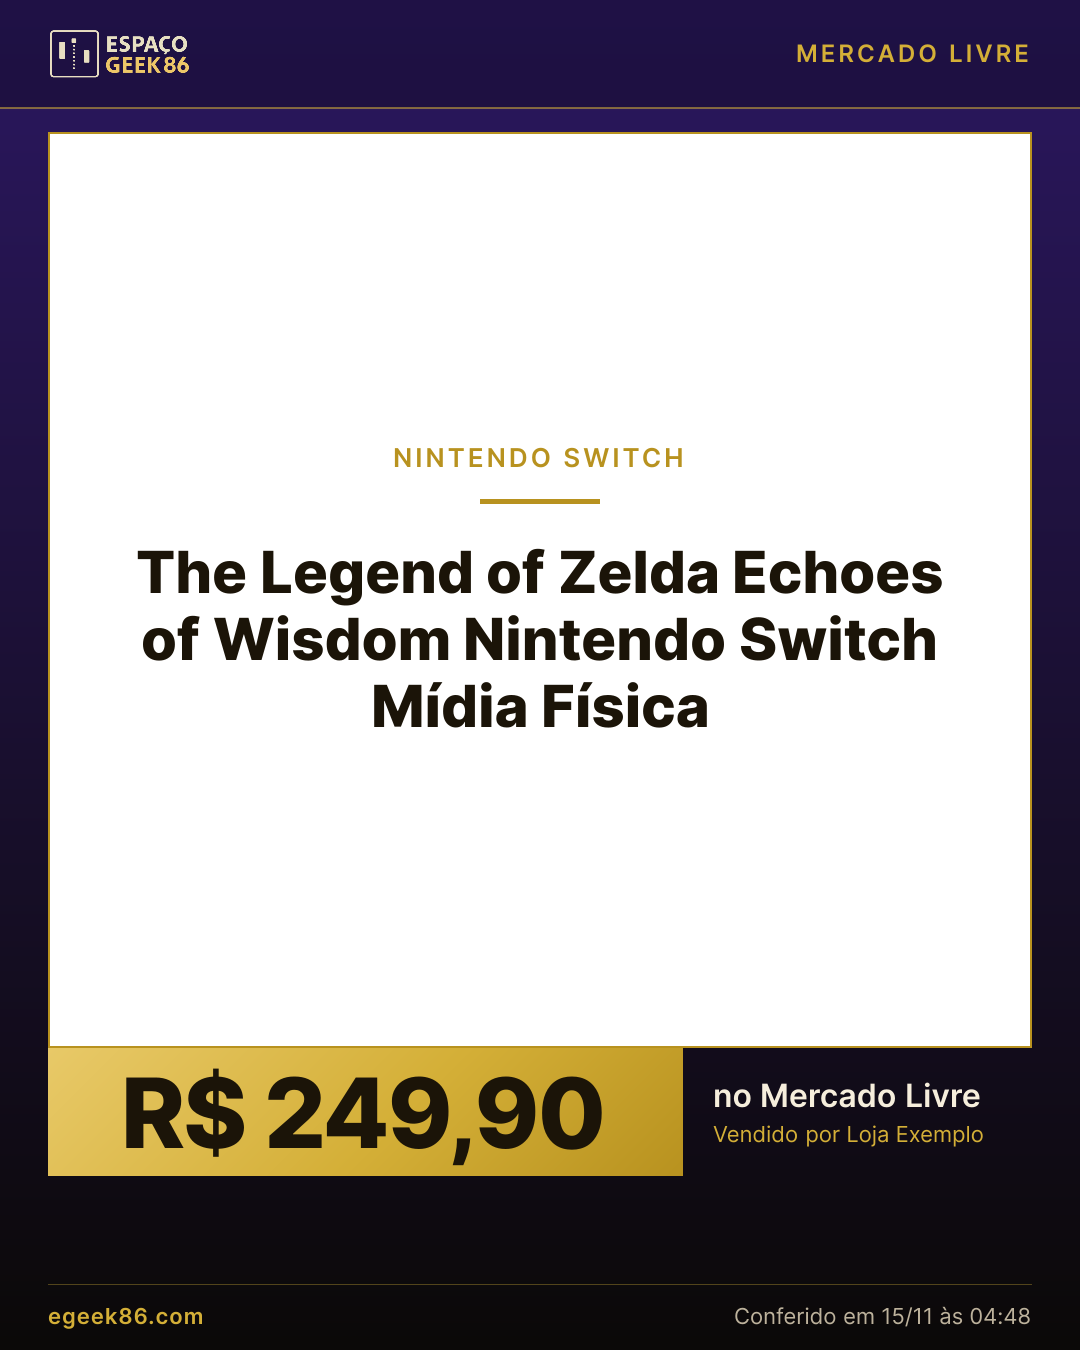 ESPAÇO
GEEK86
MERCADO LIVRE
NINTENDO SWITCH
The Legend of Zelda Echoes
of Wisdom Nintendo Switch
Mídia Física
R$ 249,90
no Mercado Livre
Vendido por Loja Exemplo
egeek86.com
Conferido em 15/11 às 04:48